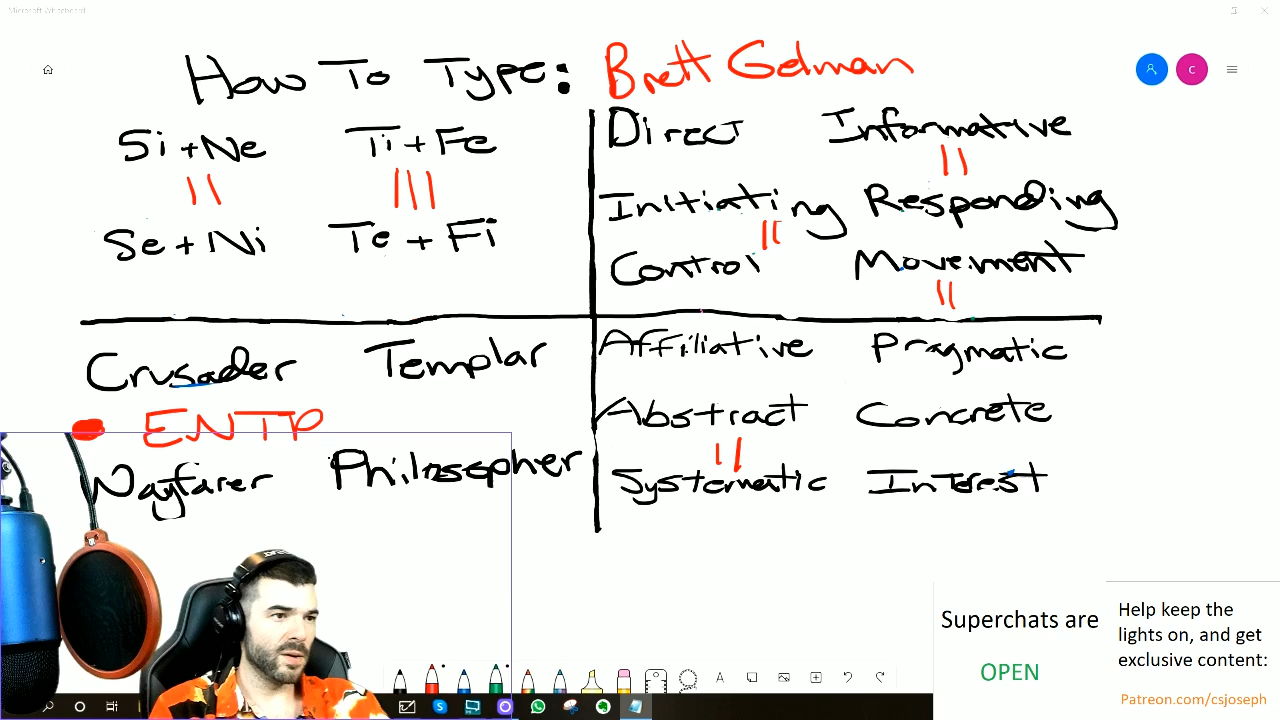 Microsoft Whiteboard
How To Type: Brett Gelman
Si + Ne Ti + Fe
Se + Ni Te + Fi
Direct Informative
Initiating Responding
Control Movement
Crusader Templar
ENTP
Wayfarer Philosopher
Affiliative Pragmatic
Abstract Concrete
Systematic Interest
C
Superchats are
OPEN
Help keep the
lights on, and get
exclusive content:
Patreon.com/csjoseph
A